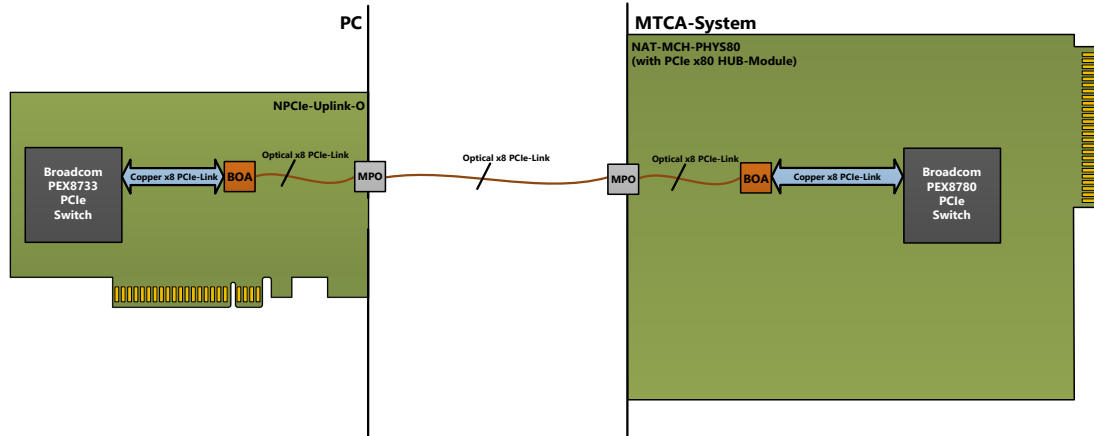 PC
MTCA-System
NAT-MCH-PHYS80
(with PCIe x80 HUB-Module)
NPCIe-Uplink-O
Broadcom
PEX8733
PCIe
Switch
Copper x8 PCIe-Link
BOA
Optical x8 PCIe-Link
MPO
Optical x8 PCIe-Link
MPO
Optical x8 PCIe-Link
BOA
Copper x8 PCIe-Link
Broadcom
PEX8780
PCIe
Switch